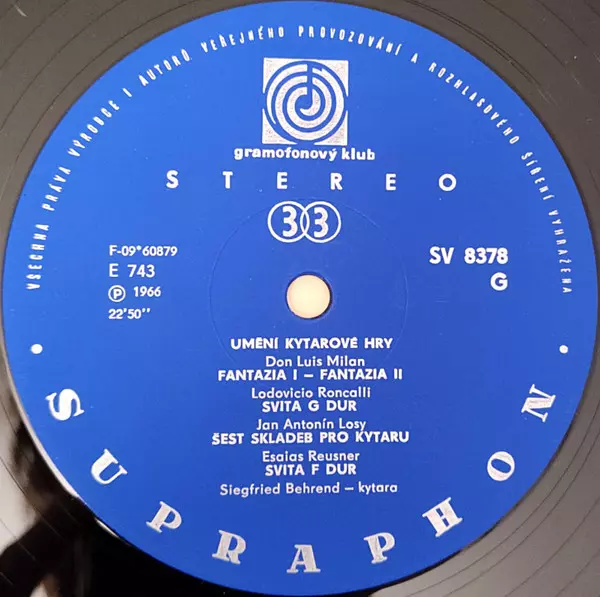 VŠECHNA PRÁVA VÝROBCE I AUTORŮ VEŘEJNÉHO PROVOZOVÁNÍ A ROZHLASOVÉHO ŠÍŘENÍ VYHRAŽENA
gramofonový klub
STEREO
33
F-09*60879
E 743
Ⓟ 1966
22'50''
SV 8378
G
UMĚNÍ KYTAROVÉ HRY
Don Luis Milan
FANTAZIA I – FANTAZIA II
Lodovicio Roncalli
SVITA G DUR
Jan Antonín Losy
ŠEST SKLADEB PRO KYTARU
Esaias Reusner
SVITA F DUR
Siegfried Behrend – kytara
• SUPRAPHON •